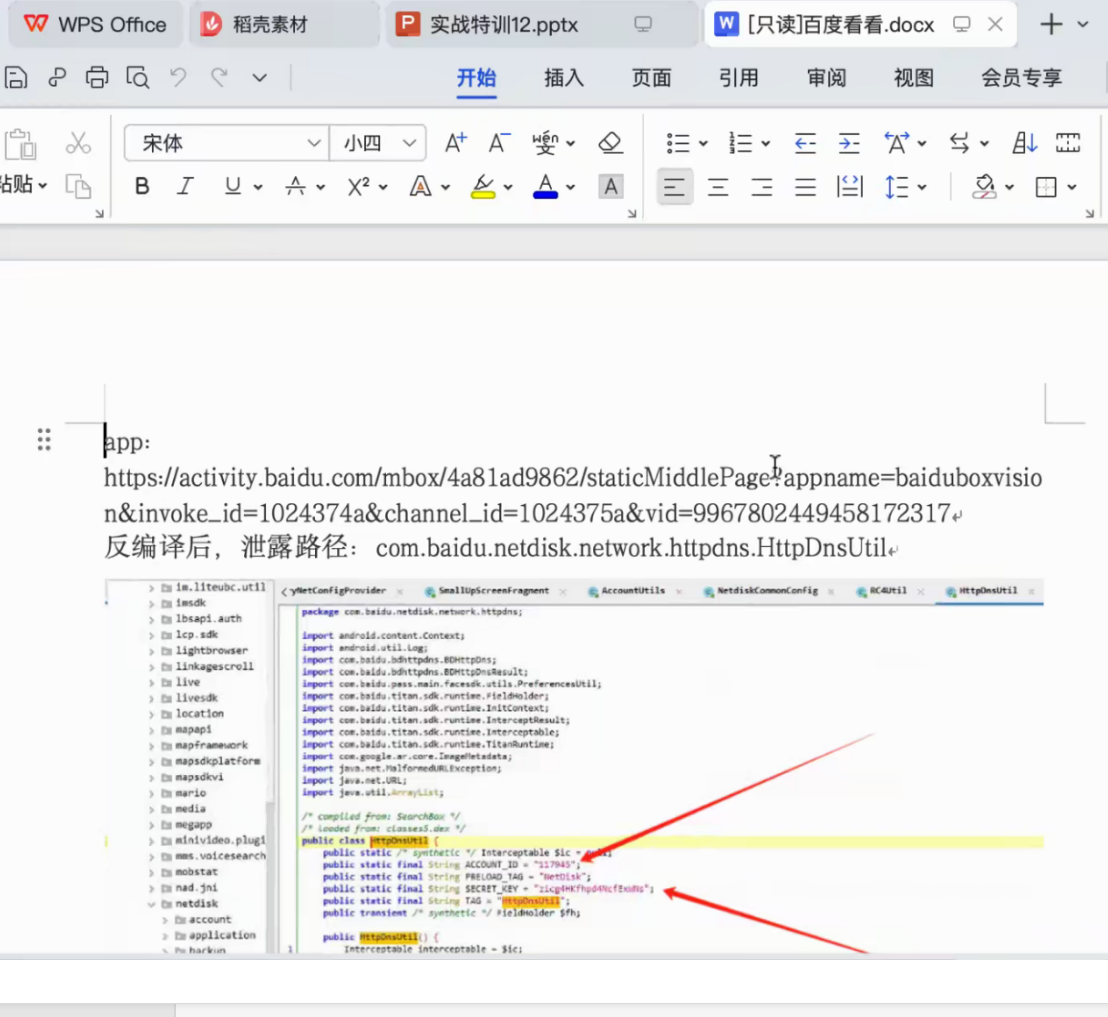 WPS Office 稻壳素材 实战特训12.pptx [只读]百度看看.docx
开始 插入 页面 引用 审阅 视图 会员专享
宋体 小四 A+ A- wén
粘贴 B I U A X² A A A
app:
https://activity.baidu.com/mbox/4a81ad9862/staticMiddlePage?appname=baiduboxvisio
n&invoke_id=1024374a&channel_id=1024375a&vid=9967802449458172317
反编译后，泄露路径：com.baidu.netdisk.network.httpdns.HttpDnsUtil
yNetConfigProvider SmallUpScreenFragment AccountUtils NetdiskCommonConfig RC4Util HttpDnsUtil
im.liteubc.util
imsdk
lbsapi.auth
lcp.sdk
lightbrowser
linkagescroll
live
livesdk
location
mapapi
mapframework
mapsdkplatform
mapsdkvi
mario
media
megapp
minivideo.plugi
mms.voicesearch
mobstat
nad.jni
netdisk
account
application
backup
package com.baidu.netdisk.network.httpdns;
import android.content.Context;
import android.util.Log;
import com.baidu.bdhttpdns.BDHttpDns;
import com.baidu.bdhttpdns.BDHttpDnsResult;
import com.baidu.pass.main.facesdk.utils.PreferencesUtil;
import com.baidu.titan.sdk.runtime.FieldHolder;
import com.baidu.titan.sdk.runtime.InitContext;
import com.baidu.titan.sdk.runtime.InterceptResult;
import com.baidu.titan.sdk.runtime.Interceptable;
import com.baidu.titan.sdk.runtime.TitanRuntime;
import com.google.ar.core.ImageMetadata;
import java.net.MalformedURLException;
import java.net.URL;
import java.util.ArrayList;
/* compiled from: SearchBox */
/* loaded from: classes5.dex */
public class HttpDnsUtil {
public static /* synthetic */ Interceptable $ic =
public static final String ACCOUNT_ID = "117945";
public static final String PRELOAD_TAG = "NetDisk";
public static final String SECRET_KEY =
public static final String TAG = "HttpDnsUtil";
public transient /* synthetic */ FieldHolder $fh;
public HttpDnsUtil() {
1 Interceptable interceptable = $ic;